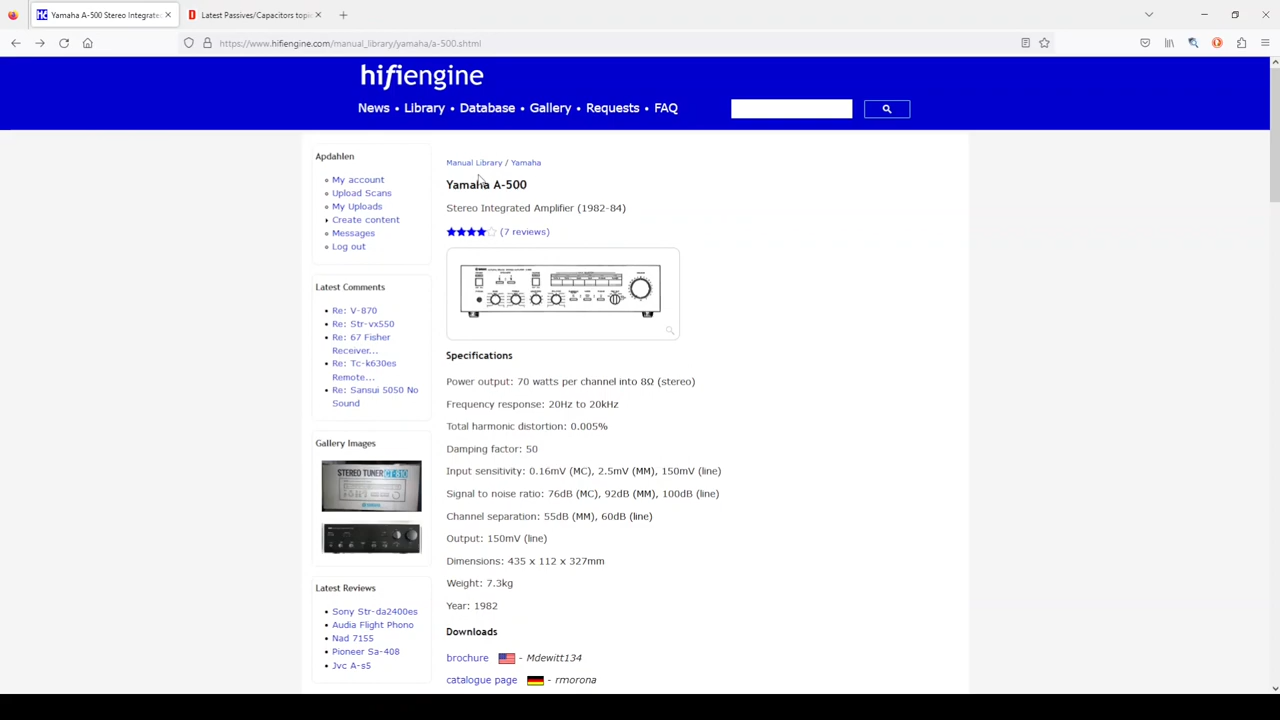 Yamaha A-500 Stereo Integrate
Latest Passives/Capacitors topi
https://www.hifiengine.com/manual_library/yamaha/a-500.shtml
hifiengine
News • Library • Database • Gallery • Requests • FAQ
Apdahlen
My account
Upload Scans
My Uploads
Create content
Messages
Log out
Latest Comments
Re: V-870
Re: Str-vx550
Re: 67 Fisher
Receiver...
Re: Tc-k630es
Remote...
Re: Sansui 5050 No
Sound
Gallery Images
STEREO TUNER CT-810
Latest Reviews
Sony Str-da2400es
Audia Flight Phono
Nad 7155
Pioneer Sa-408
Jvc A-s5
Manual Library / Yamaha
Yamaha A-500
Stereo Integrated Amplifier (1982-84)
(7 reviews)
Specifications
Power output: 70 watts per channel into 8Ω (stereo)
Frequency response: 20Hz to 20kHz
Total harmonic distortion: 0.005%
Damping factor: 50
Input sensitivity: 0.16mV (MC), 2.5mV (MM), 150mV (line)
Signal to noise ratio: 76dB (MC), 92dB (MM), 100dB (line)
Channel separation: 55dB (MM), 60dB (line)
Output: 150mV (line)
Dimensions: 435 x 112 x 327mm
Weight: 7.3kg
Year: 1982
Downloads
brochure - Mdewitt134
catalogue page - rmorona